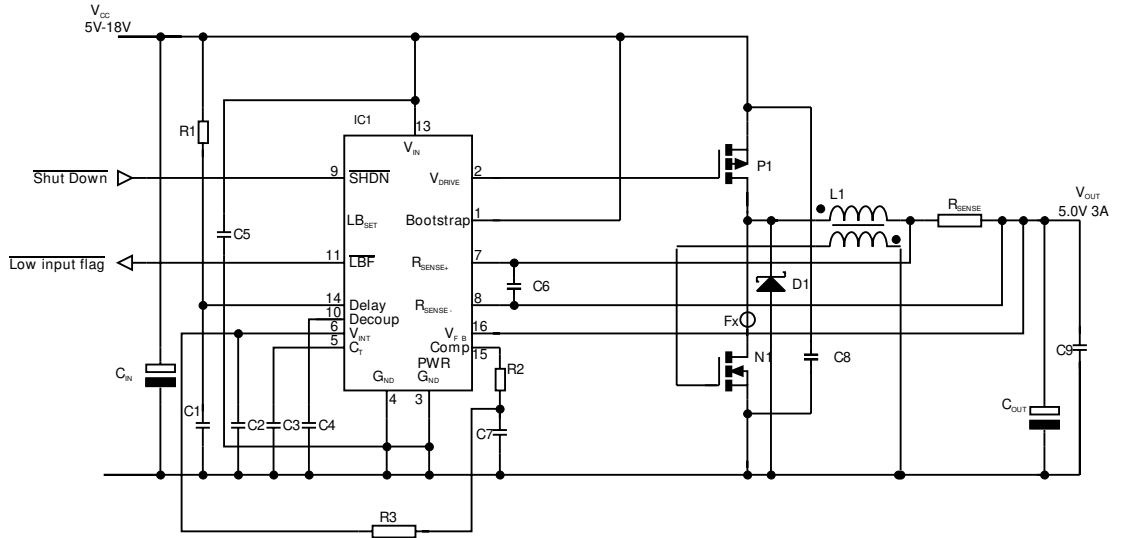 VCC
5V-18V
IC1
R1
13
VIN
P1
Shut Down
9
SHDN
VDRIVE
2
L1
RSENSE
VOUT
5.0V 3A
LBSET
Bootstrap
1
C5
Low input flag
11
LBF
RSENSE+
7
C6
D1
14
Delay
RSENSE -
8
10
Decoup
Fx
6
VINT
VFB
16
5
CT
Comp
15
N1
C8
C9
PWR
GND
GND
R2
CIN
4
3
COUT
C1
C2
C3
C4
C7
R3